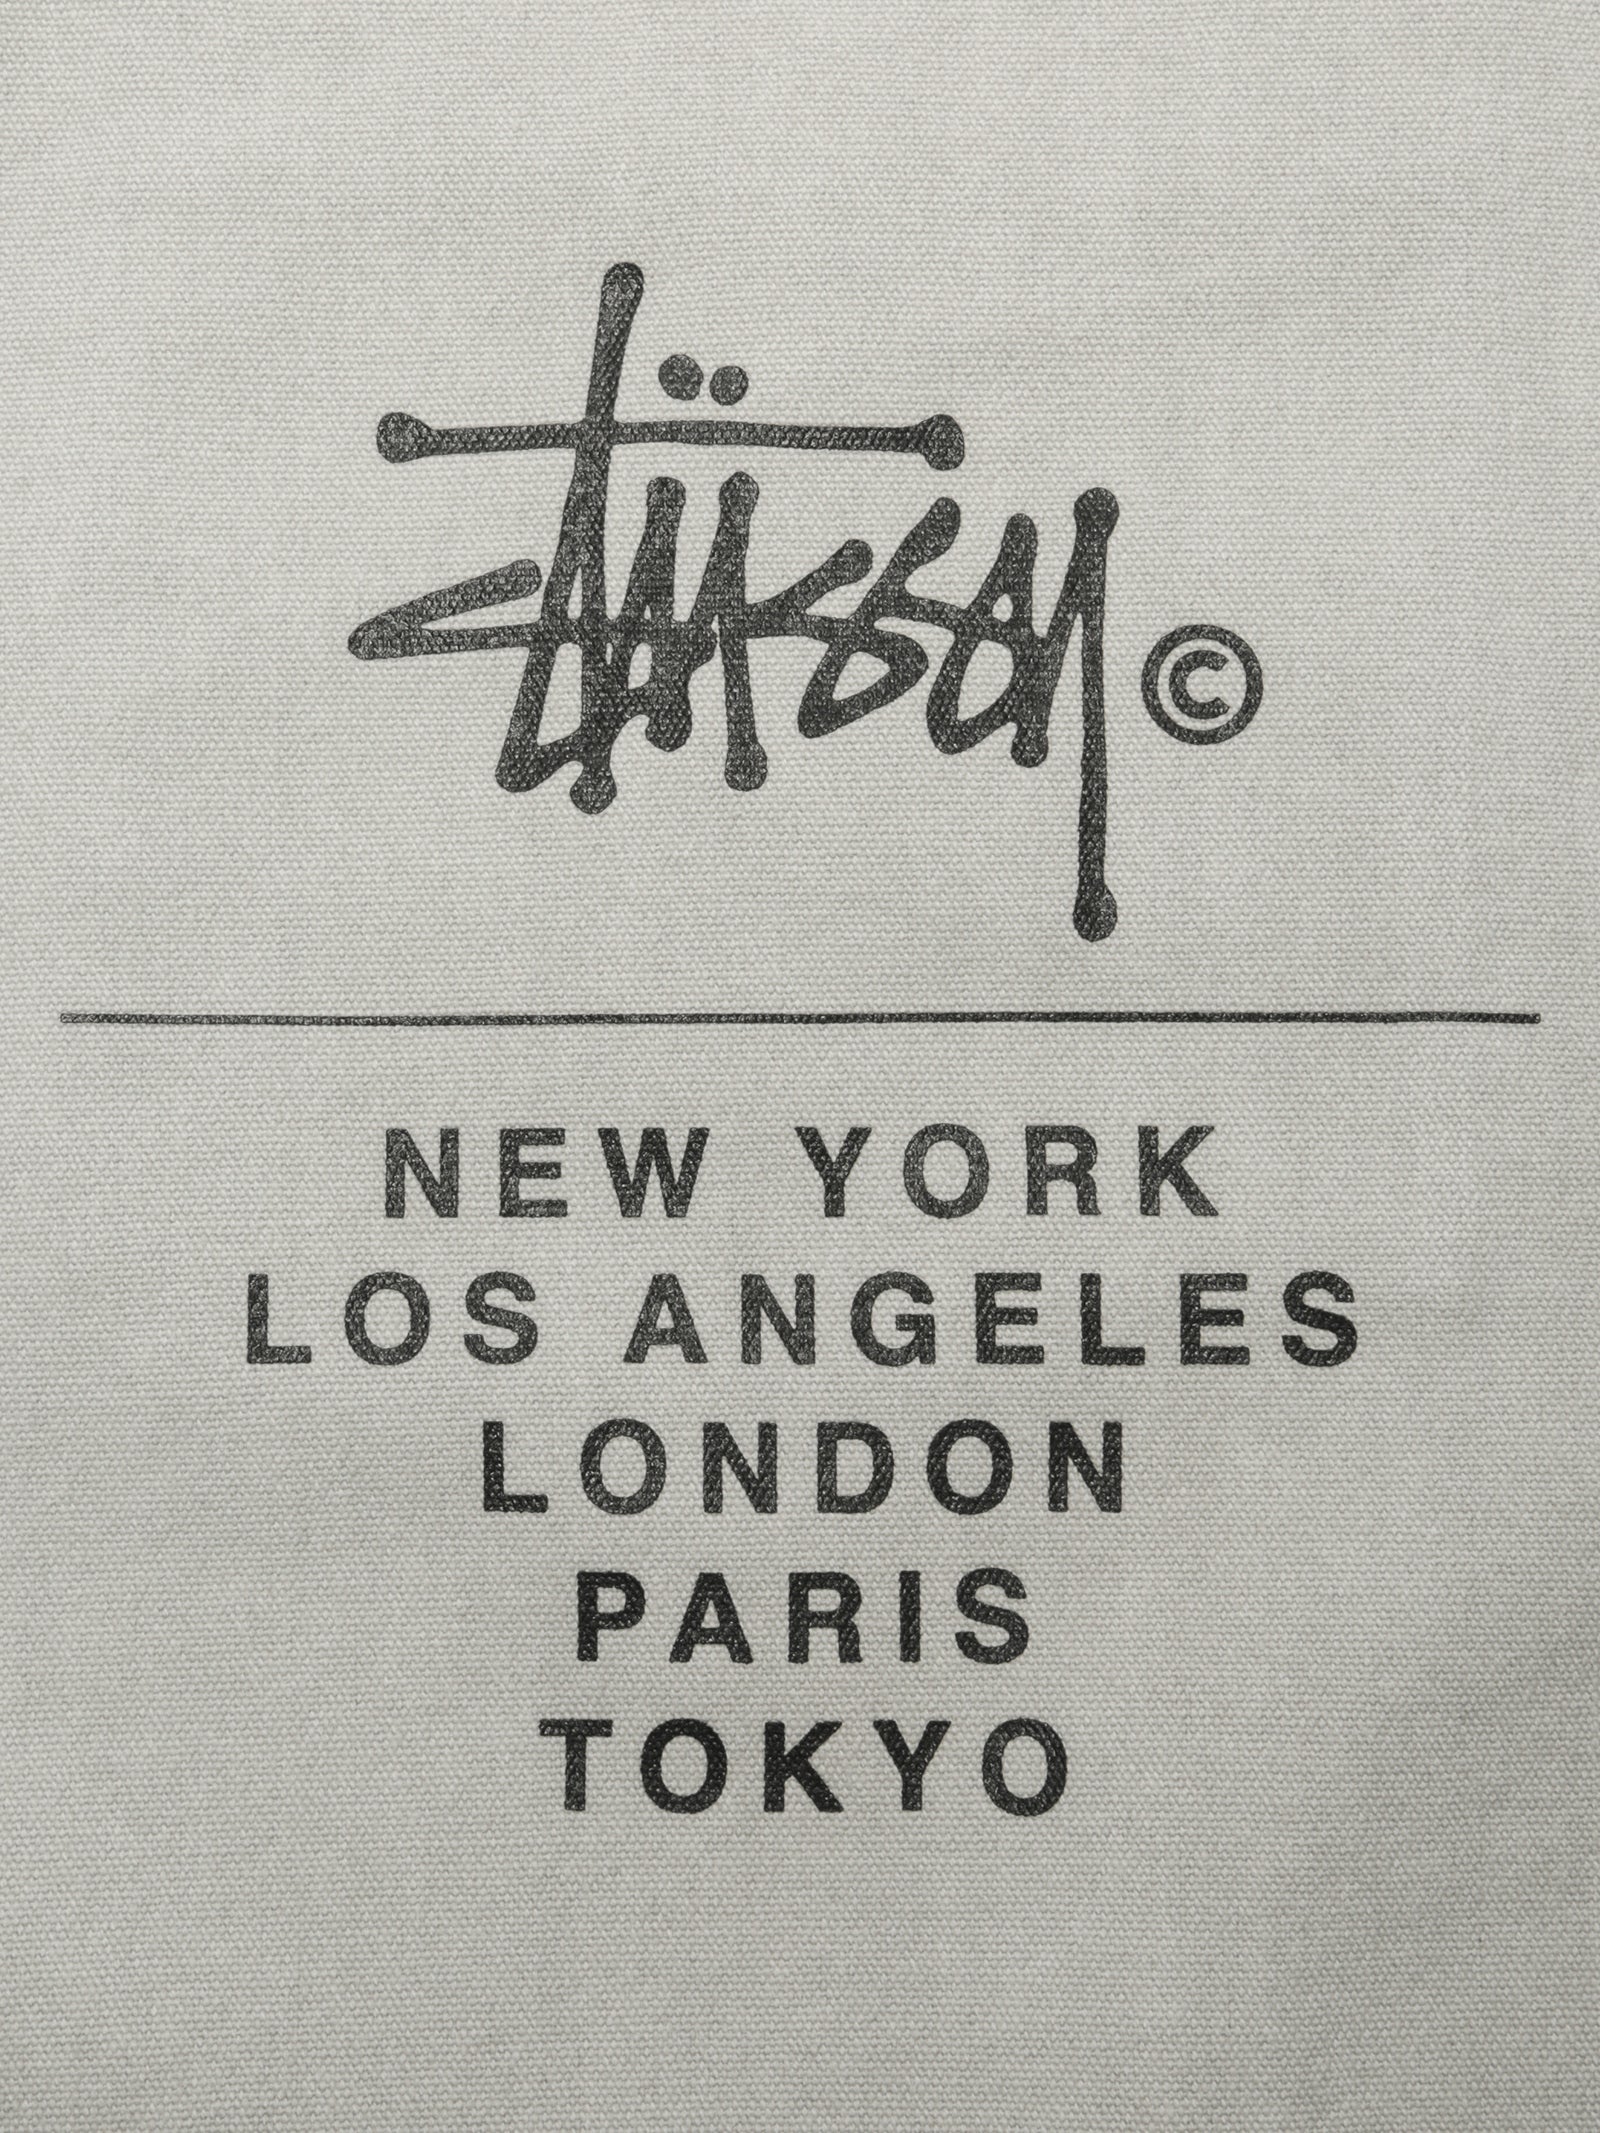 Stüssy ©
NEW YORK
LOS ANGELES
LONDON
PARIS
TOKYO